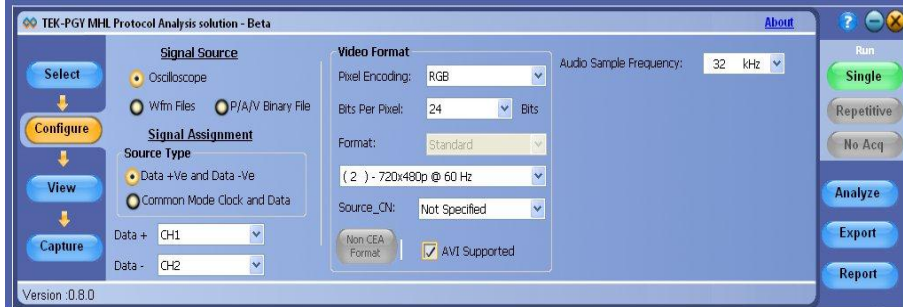 TEK-PGY MHL Protocol Analysis solution - Beta
About
Select
Configure
View
Capture
Signal Source
Oscilloscope
Wfm Files
P/A/V Binary File
Signal Assignment
Source Type
Data +Ve and Data -Ve
Common Mode Clock and Data
Data + CH1
Data - CH2
Video Format
Pixel Encoding: RGB
Bits Per Pixel: 24 Bits
Format: Standard
( 2 ) - 720x480p @ 60 Hz
Source_CN: Not Specified
Non CEA
Format
AVI Supported
Audio Sample Frequency: 32 kHz
?
Run
Single
Repetitive
No Acq
Analyze
Export
Report
Version :0.8.0